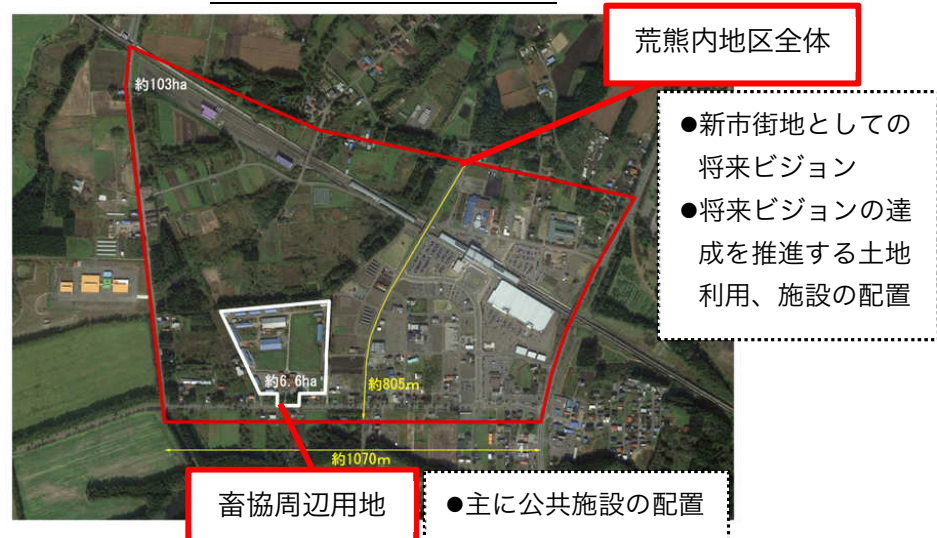 荒熊内地区全体
約103ha
●新市街地としての
将来ビジョン
●将来ビジョンの達
成を推進する土地
利用、施設の配置
約6.6ha
約805m
約1070m
畜協周辺用地
●主に公共施設の配置